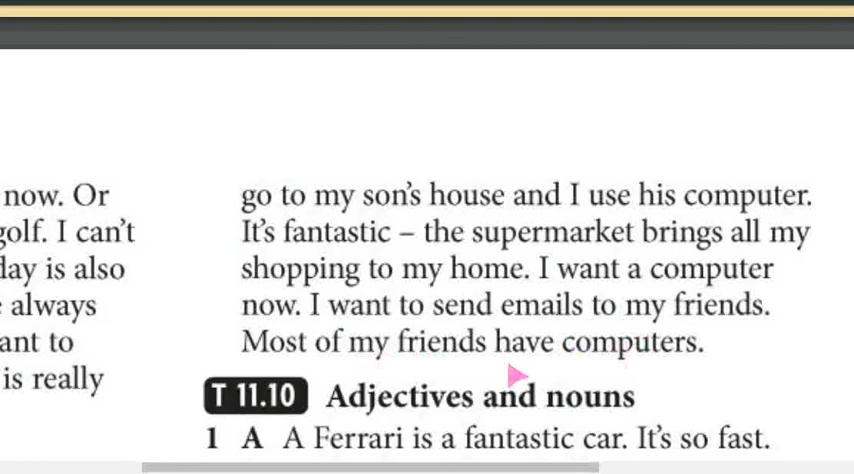 now. Or
golf. I can't
day is also
always
ant to
is really
go to my son's house and I use his computer.
It's fantastic – the supermarket brings all my
shopping to my home. I want a computer
now. I want to send emails to my friends.
Most of my friends have computers.
T 11.10 Adjectives and nouns
1 A A Ferrari is a fantastic car. It's so fast.